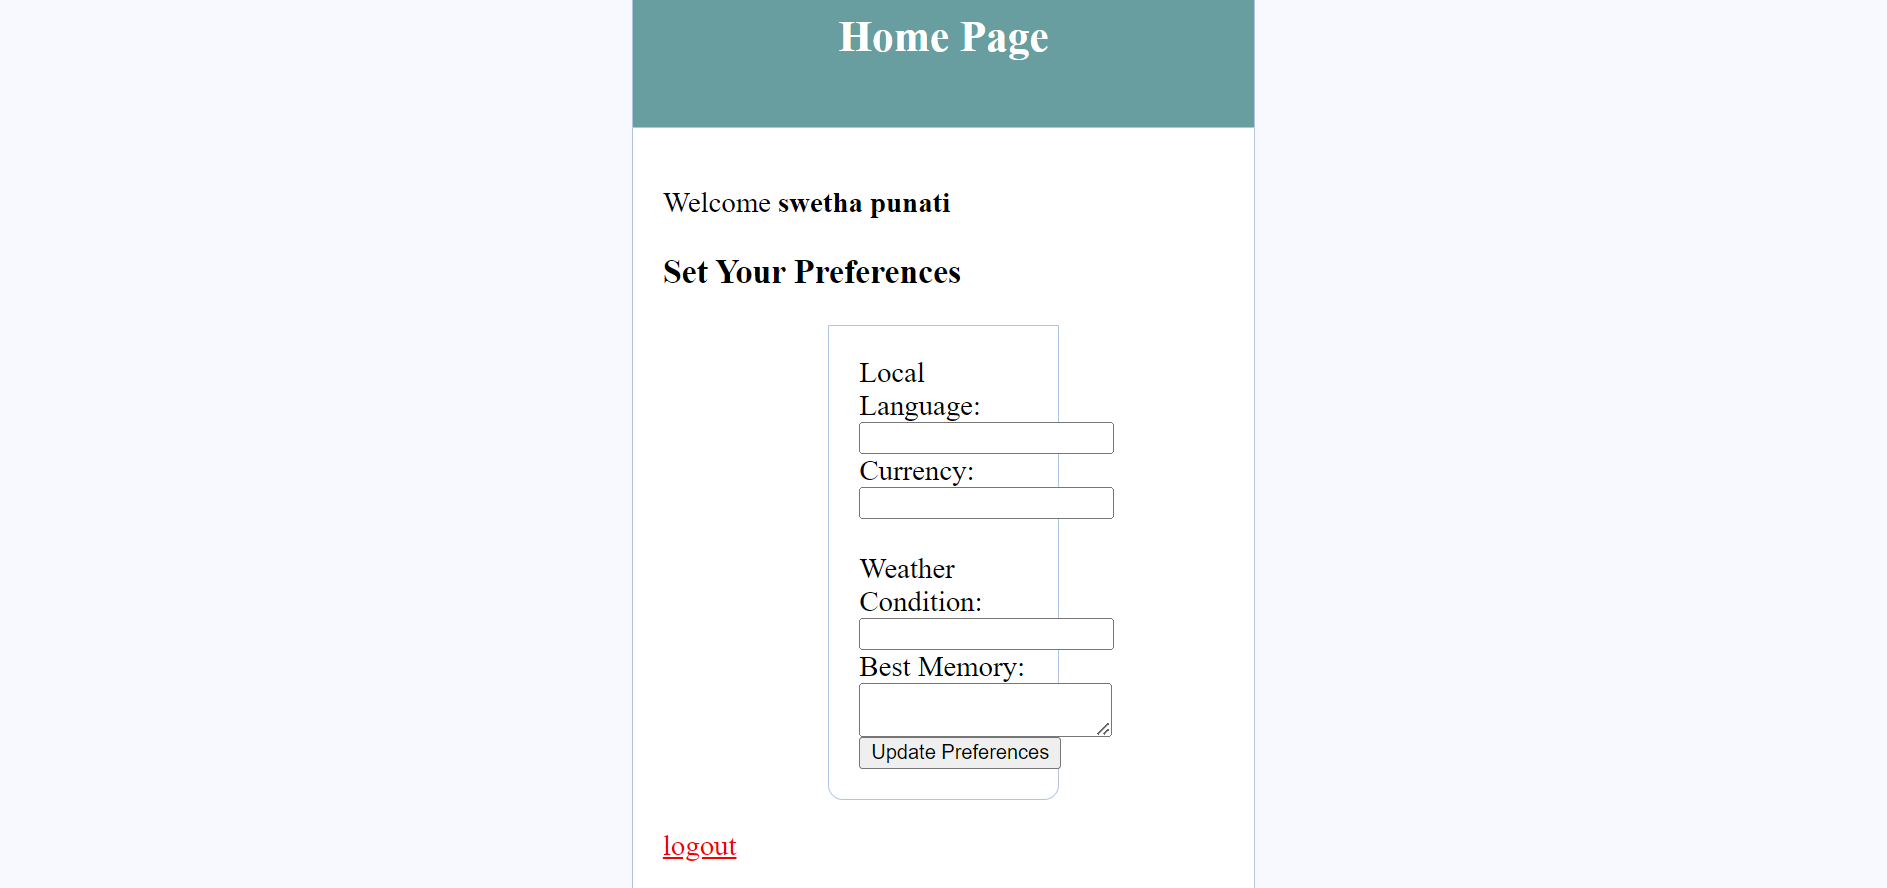 Home Page
Welcome swetha punati
Set Your Preferences
Local
Language:
Currency:
Weather
Condition:
Best Memory:
Update Preferences
logout